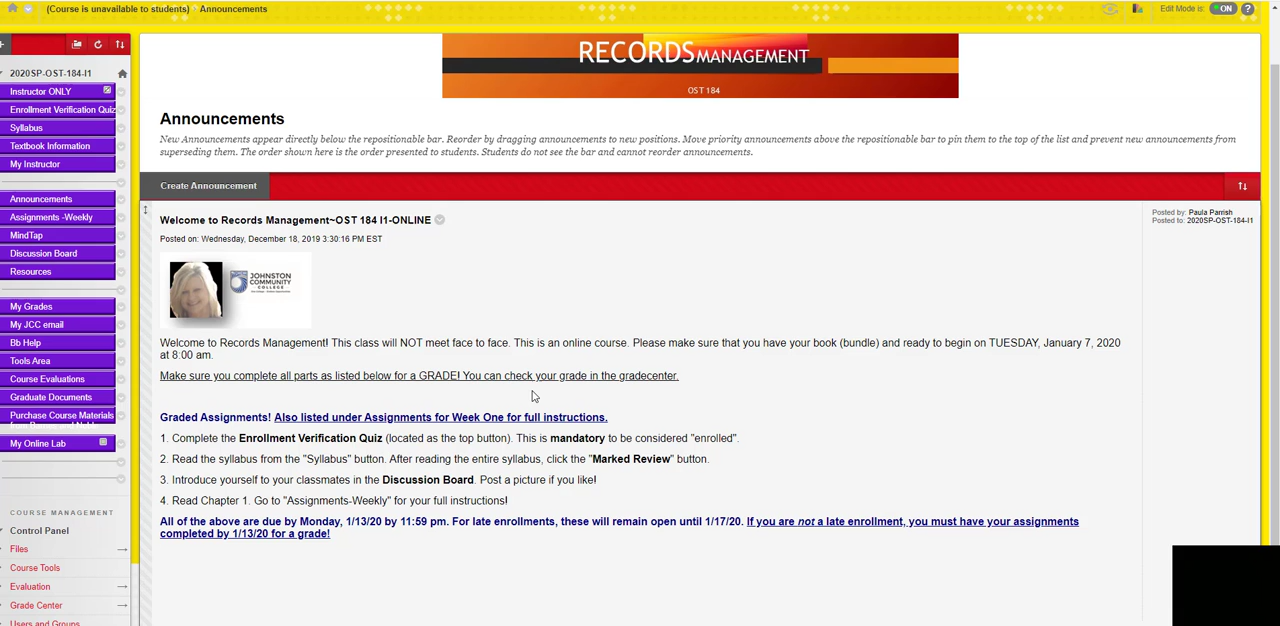 (Course is unavailable to students) Announcements
Edit Mode is: ON ?
2020SP-OST-184-I1
Instructor ONLY
Enrollment Verification Quiz
Syllabus
Textbook Information
My Instructor
Announcements
Assignments -Weekly
MindTap
Discussion Board
Resources
My Grades
My JCC email
Bb Help
Tools Area
Course Evaluations
Graduate Documents
Purchase Course Materials
from Barnes and Noble
My Online Lab
COURSE MANAGEMENT
Control Panel
Files
Course Tools
Evaluation
Grade Center
Users and Groups
RECORDS MANAGEMENT
OST 184
Announcements
New Announcements appear directly below the repositionable bar. Reorder by dragging announcements to new positions. Move priority announcements above the repositionable bar to pin them to the top of the list and prevent new announcements from
superseding them. The order shown here is the order presented to students. Students do not see the bar and cannot reorder announcements.
Create Announcement
Welcome to Records Management~OST 184 I1-ONLINE
Posted on: Wednesday, December 18, 2019 3:30:16 PM EST
Posted by: Paula Parrish
Posted to: 2020SP-OST-184-I1
JOHNSTON
COMMUNITY
COLLEGE
Welcome to Records Management! This class will NOT meet face to face. This is an online course. Please make sure that you have your book (bundle) and ready to begin on TUESDAY, January 7, 2020
at 8:00 am.
Make sure you complete all parts as listed below for a GRADE! You can check your grade in the gradecenter.
Graded Assignments! Also listed under Assignments for Week One for full instructions.
1. Complete the Enrollment Verification Quiz (located as the top button). This is mandatory to be considered "enrolled".
2. Read the syllabus from the "Syllabus" button. After reading the entire syllabus, click the "Marked Review" button.
3. Introduce yourself to your classmates in the Discussion Board. Post a picture if you like!
4. Read Chapter 1. Go to "Assignments-Weekly" for your full instructions!
All of the above are due by Monday, 1/13/20 by 11:59 pm. For late enrollments, these will remain open until 1/17/20. If you are not a late enrollment, you must have your assignments
completed by 1/13/20 for a grade!